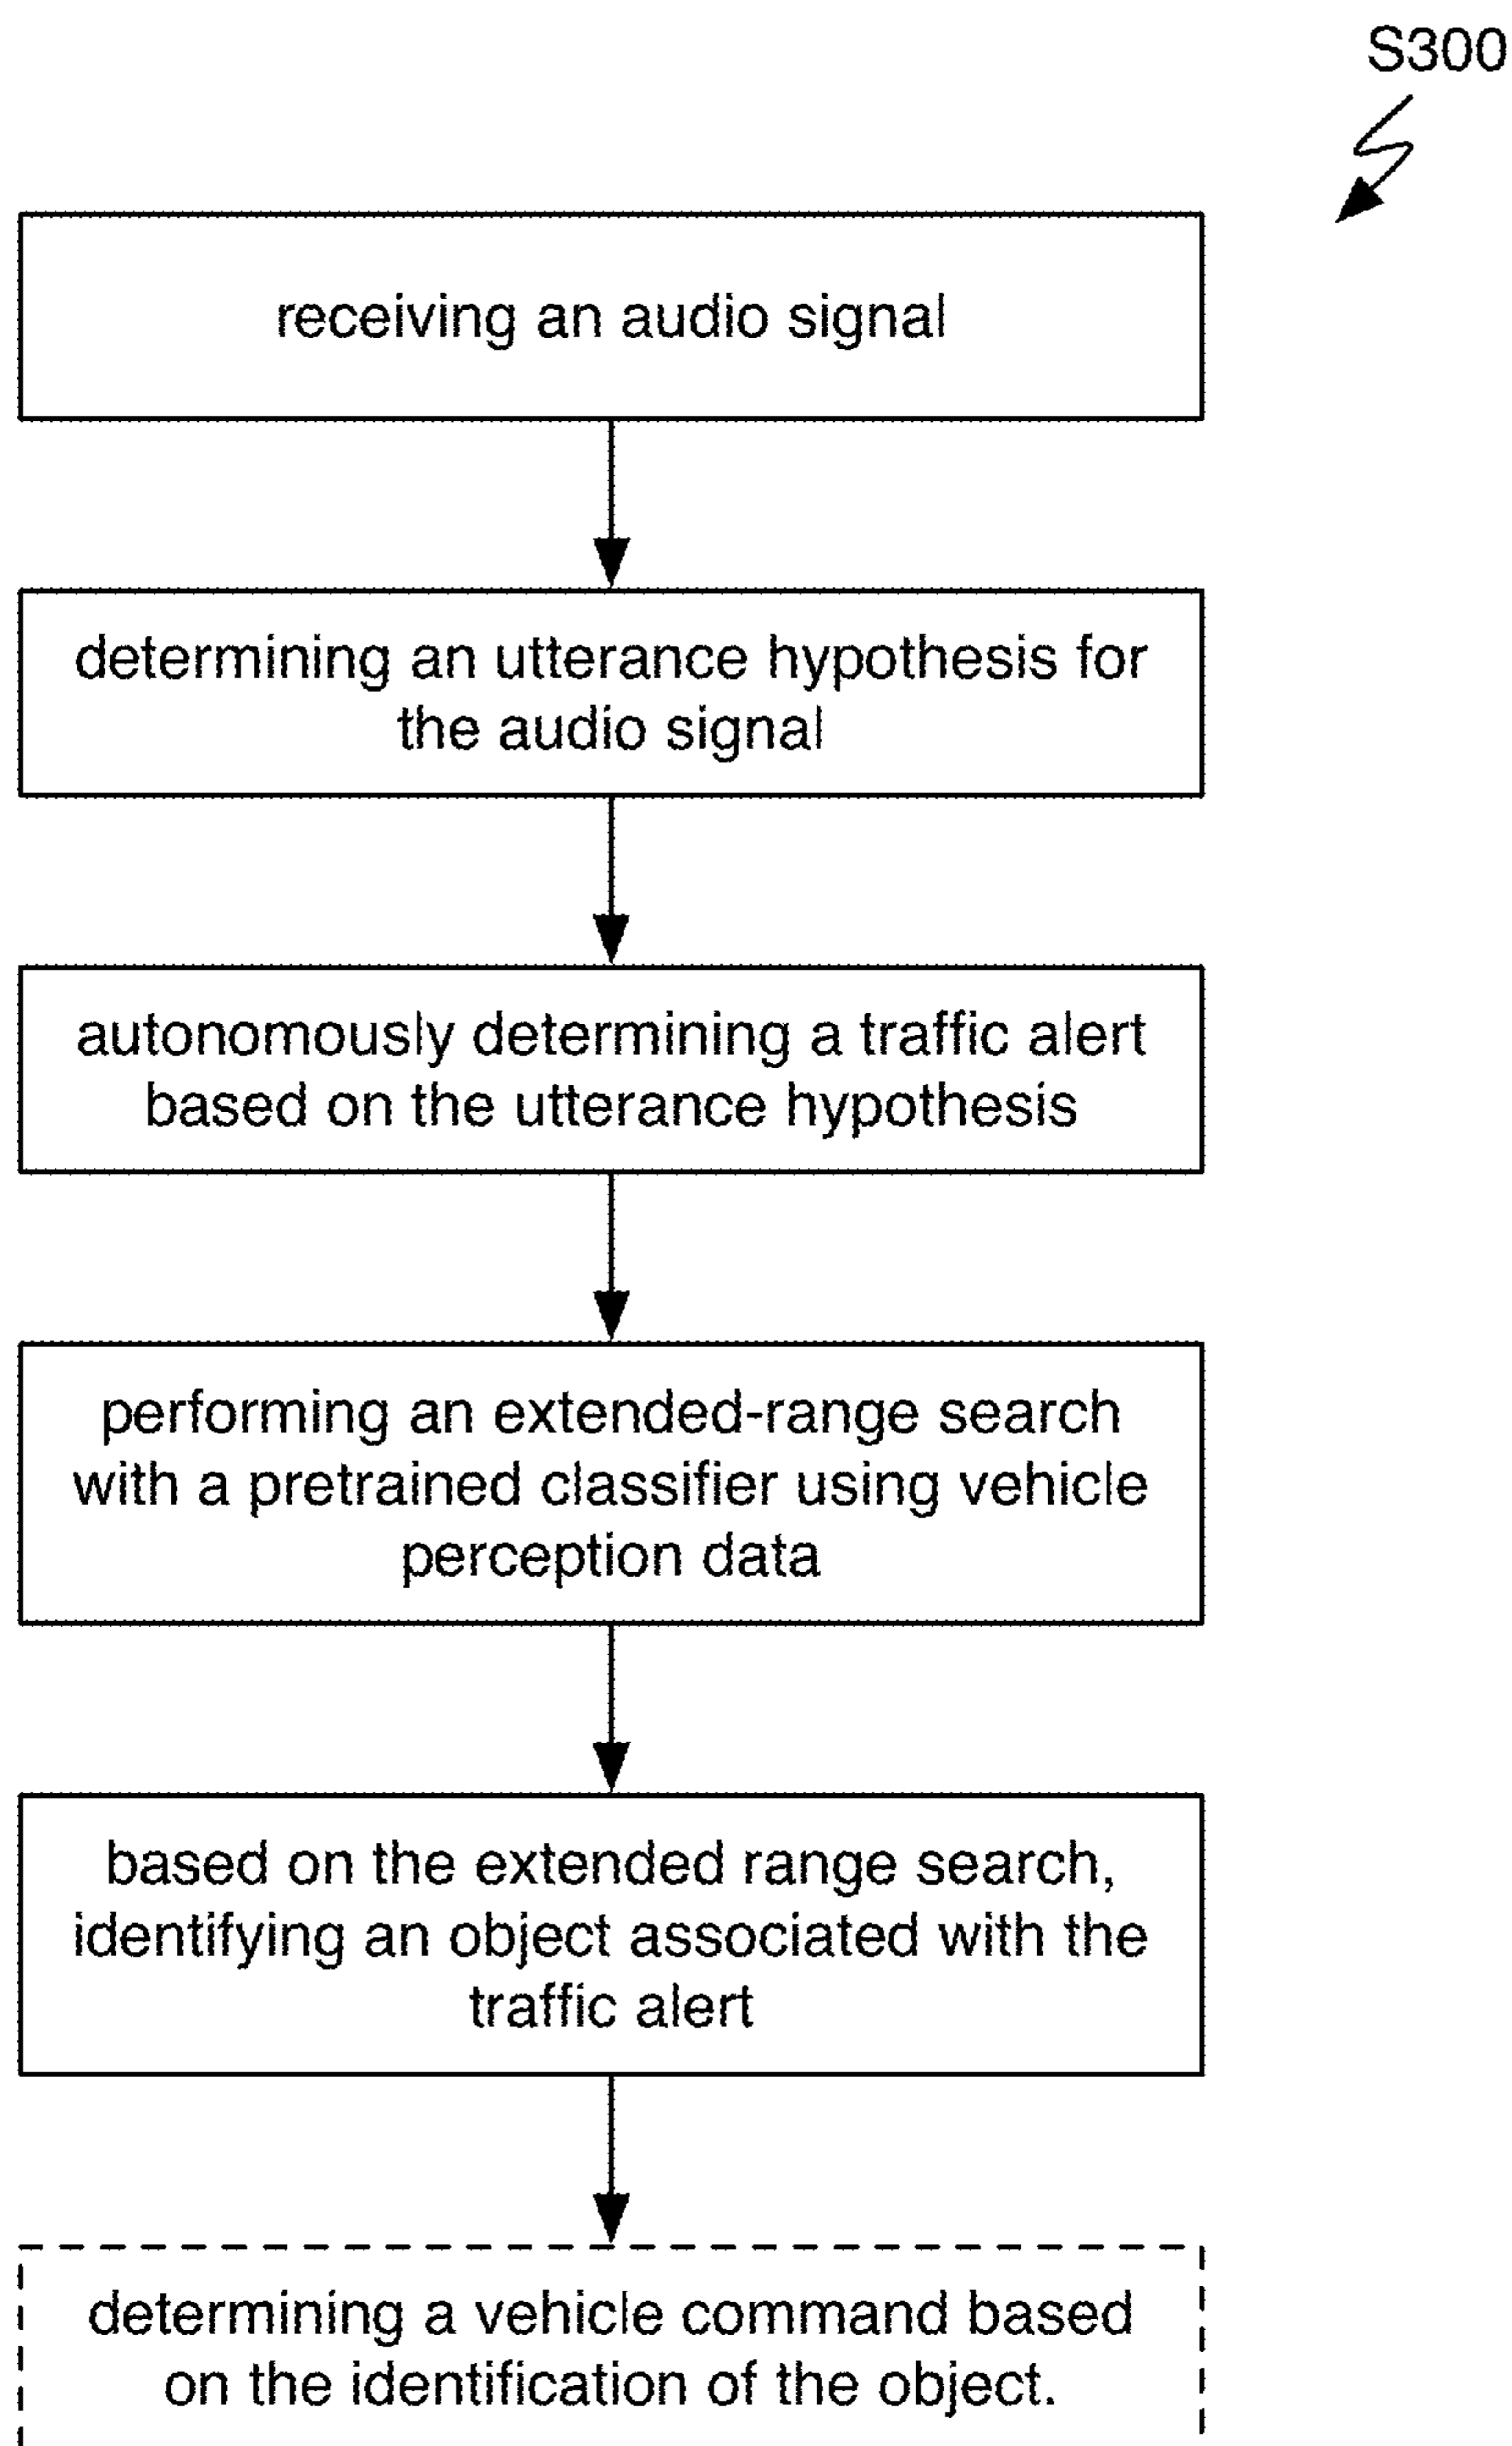 S300
receiving an audio signal
determining an utterance hypothesis for
the audio signal
autonomously determining a traffic alert
based on the utterance hypothesis
performing an extended-range search
with a pretrained classifier using vehicle
perception data
based on the extended range search,
identifying an object associated with the
traffic alert
determining a vehicle command based
on the identification of the object.